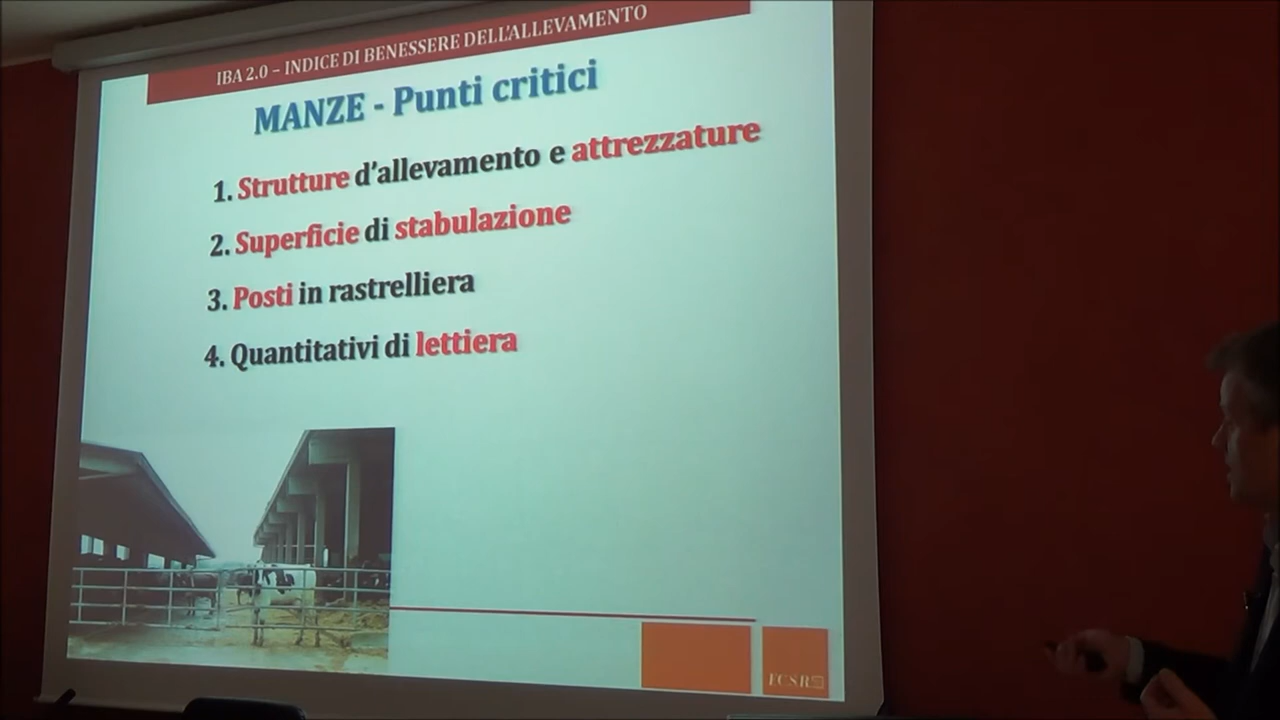 IBA 2.0 – INDICE DI BENESSERE DELL'ALLEVAMENTO
MANZE - Punti critici
1. Strutture d'allevamento e attrezzature
2. Superficie di stabulazione
3. Posti in rastrelliera
4. Quantitativi di lettiera